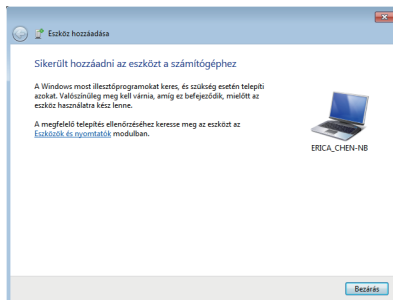 Eszköz hozzáadása
Sikerült hozzáadni az eszközt a számítógéphez
A Windows most illesztőprogramokat keres, és szükség esetén telepíti
azokat. Valószínűleg meg kell várnia, amíg ez befejeződik, mielőtt az
eszköz használatra kész lenne.
A megfelelő telepítés ellenőrzéséhez keresse meg az eszközt az
Eszközök és nyomtatók modulban.
ERICA_CHEN-NB
Bezárás